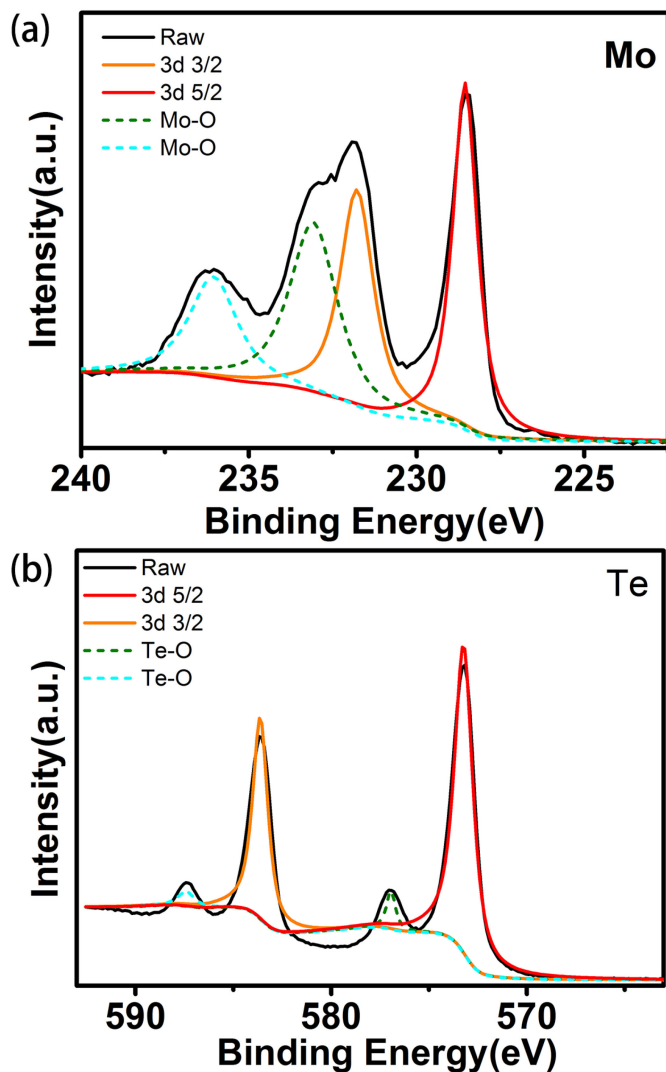 (a)
Raw
3d 3/2
3d 5/2
Mo-O
Mo-O
Mo
Intensity(a.u.)
240 235 230 225
Binding Energy(eV)
(b)
Raw
3d 5/2
3d 3/2
Te-O
Te-O
Te
Intensity(a.u.)
590 580 570
Binding Energy(eV)